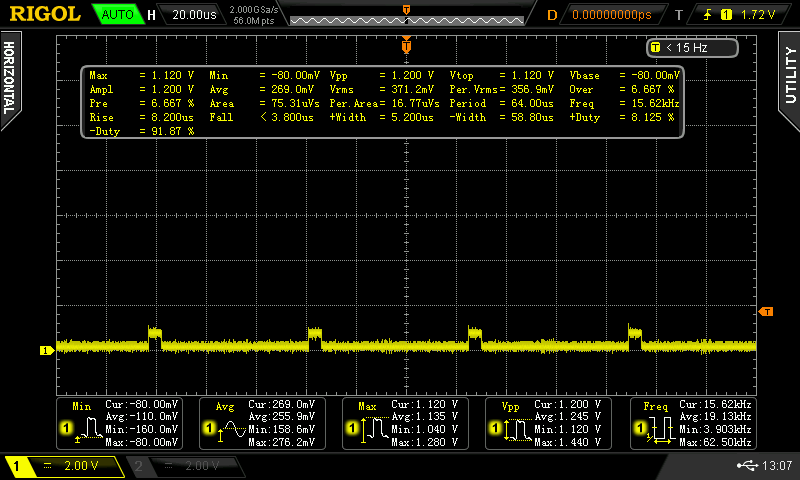 RIGOL AUTO H 20.00us 2.000GSa/s 56.0M pts T D 0.00000000ps T 1 1.72 V
HORIZONTAL
UTILITY
T
T < 15 Hz
Max = 1.120 V Min = -80.00mV Vpp = 1.200 V Vtop = 1.120 V Vbase = -80.00mV
Ampl = 1.200 V Avg = 269.0mV Vrms = 371.2mV Per.Vrms= 356.9mV Over = 6.667 %
Pre = 6.667 % Area = 75.31uVs Per.Area= 16.77uVs Period = 64.00us Freq = 15.62kHz
Rise = 8.200us Fall < 3.800us +Width = 5.200us -Width = 58.80us +Duty = 8.125 %
-Duty = 91.87 %
T
1
Min Cur:-80.00mV
Avg:-110.0mV
1 Min:-160.0mV
Max:-80.00mV
Avg Cur:269.0mV
Avg:255.9mV
1 Min:158.6mV
Max:276.2mV
Max Cur:1.120 V
Avg:1.135 V
1 Min:1.040 V
Max:1.280 V
Vpp Cur:1.200 V
Avg:1.245 V
1 Min:1.120 V
Max:1.440 V
Freq Cur:15.62kHz
Avg:19.13kHz
1 Min:3.903kHz
Max:62.50kHz
1 2.00 V 2 2.00 V 13:07